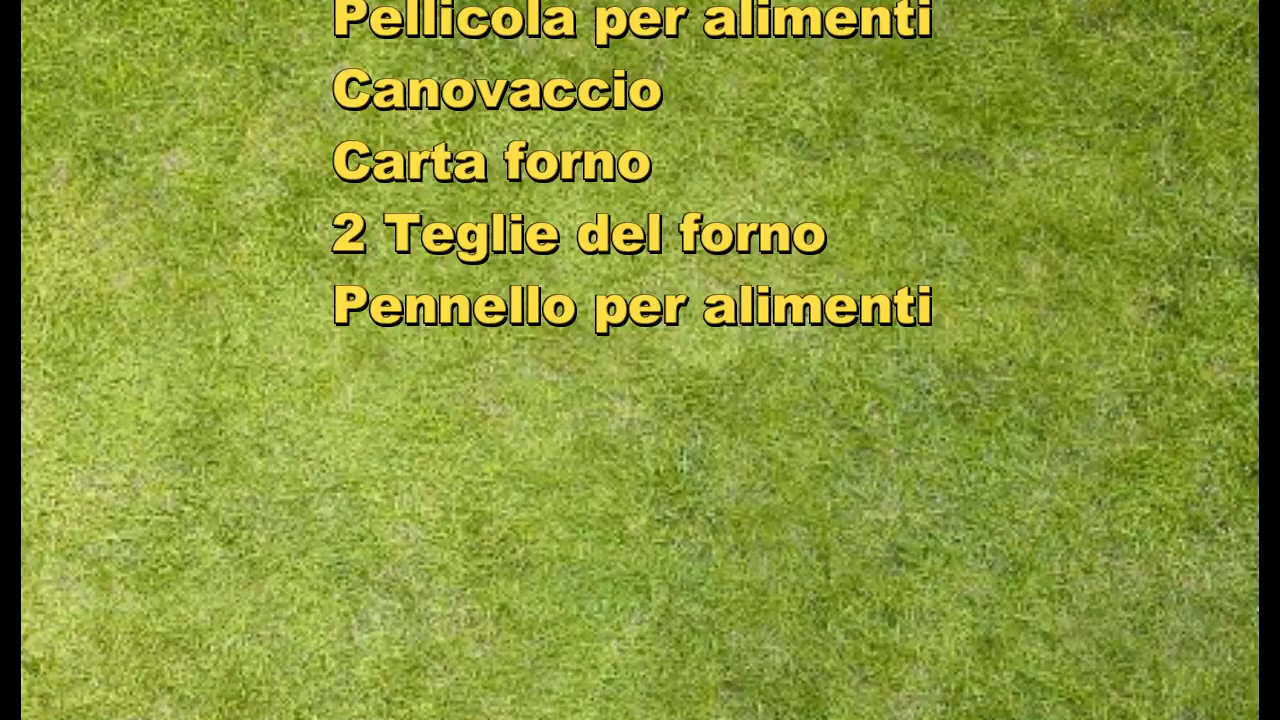 Pellicola per alimenti
Canovaccio
Carta forno
2 Teglie del forno
Pennello per alimenti